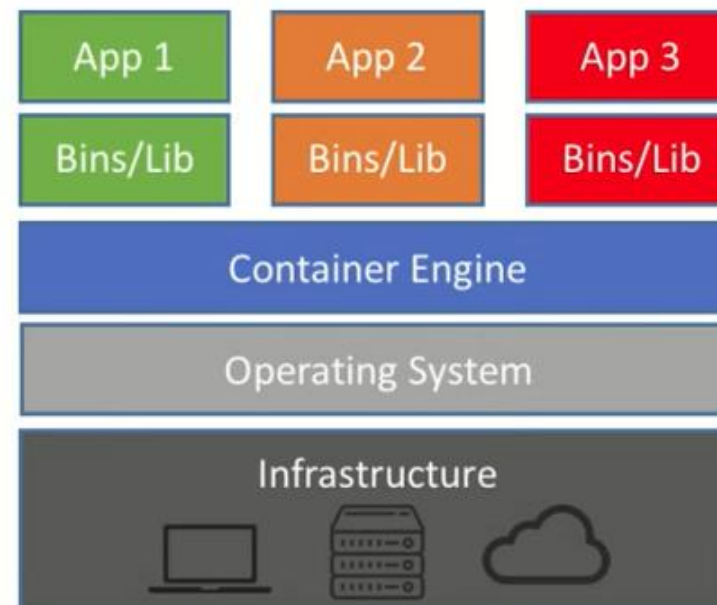 App 1 App 2 App 3
Bins/Lib Bins/Lib Bins/Lib
Container Engine
Operating System
Infrastructure